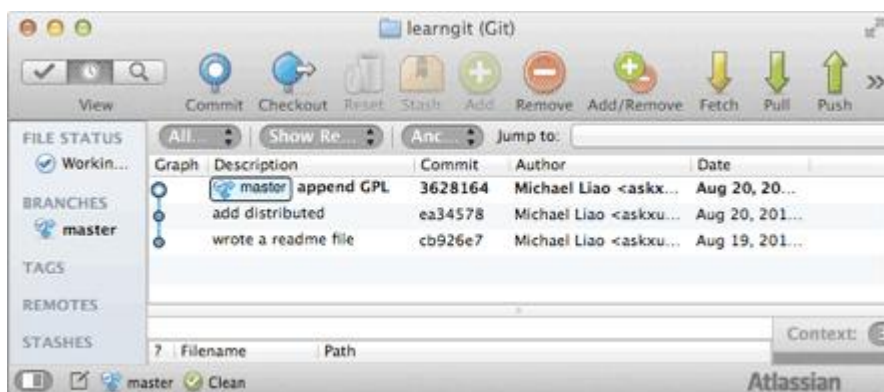 learngit (Git)
View Commit Checkout Reset Stash Add Remove Add/Remove Fetch Pull Push
FILE STATUS
Workin...
BRANCHES
master
TAGS
REMOTES
STASHES
All... Show Re... Anc... Jump to:
Graph Description Commit Author Date
master append GPL 3628164 Michael Liao <askx... Aug 20, 20...
add distributed ea34578 Michael Liao <askxu... Aug 20, 201...
wrote a readme file cb926e7 Michael Liao <askxu... Aug 19, 201...
Context:
? Filename Path
master Clean Atlassian